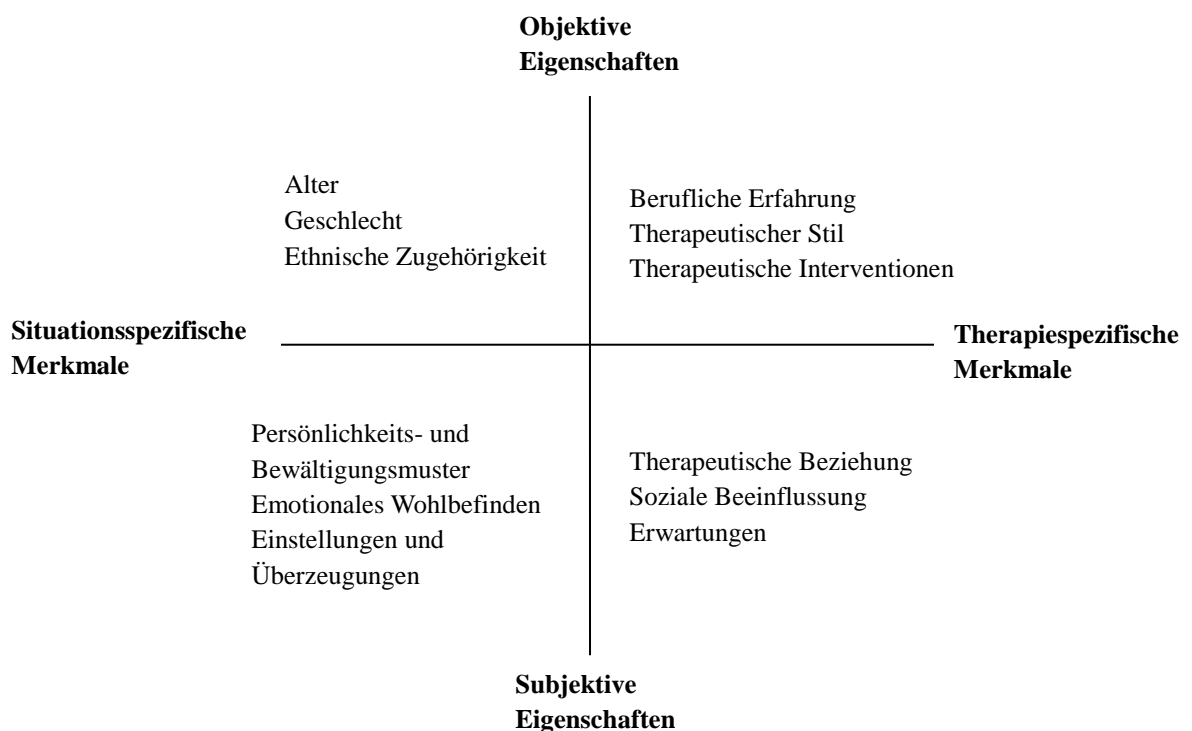 Objektive
Eigenschaften
Alter
Geschlecht
Ethnische Zugehörigkeit
Berufliche Erfahrung
Therapeutischer Stil
Therapeutische Interventionen
Situationsspezifische
Merkmale
Therapiespezifische
Merkmale
Persönlichkeits- und
Bewältigungsmuster
Emotionales Wohlbefinden
Einstellungen und
Überzeugungen
Therapeutische Beziehung
Soziale Beeinflussung
Erwartungen
Subjektive
Eigenschaften